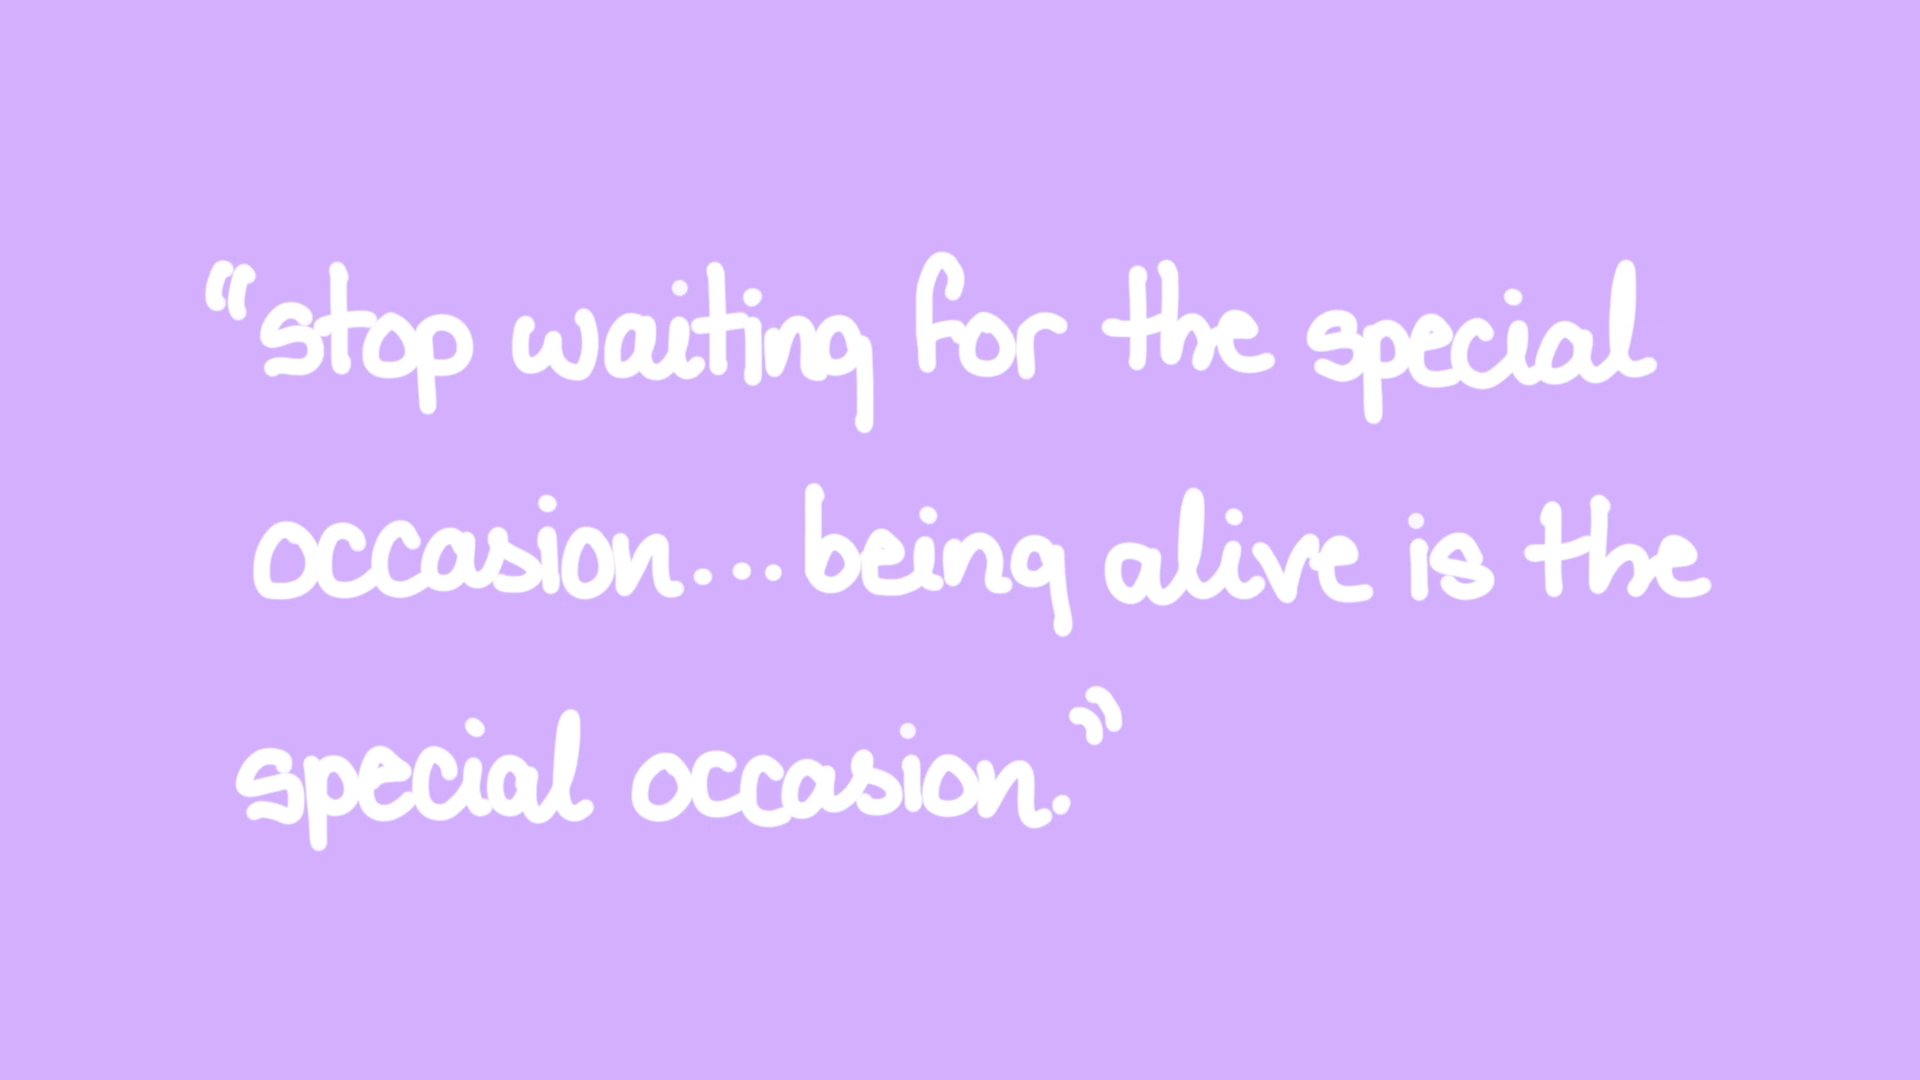 “stop waiting for the special
occasion...being alive is the
special occasion.”